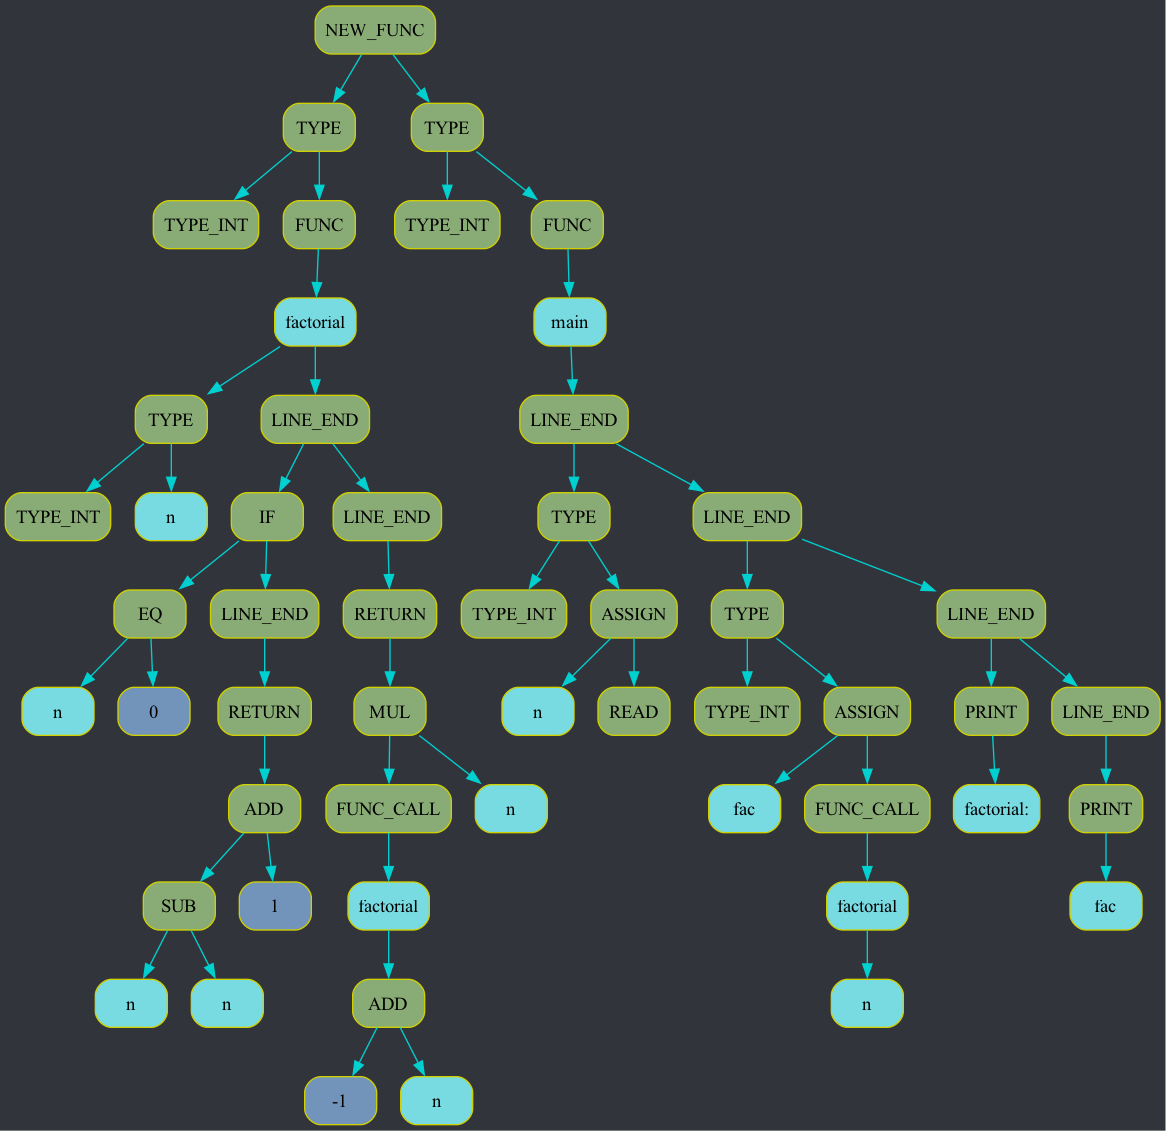 NEW_FUNC
TYPE TYPE
TYPE_INT FUNC TYPE_INT FUNC
factorial main
TYPE LINE_END LINE_END
TYPE_INT n IF LINE_END TYPE LINE_END
EQ LINE_END RETURN TYPE_INT ASSIGN TYPE LINE_END
n 0 RETURN MUL n READ TYPE_INT ASSIGN PRINT LINE_END
ADD FUNC_CALL n fac FUNC_CALL factorial: PRINT
SUB 1 factorial factorial fac
n n ADD n
-1 n